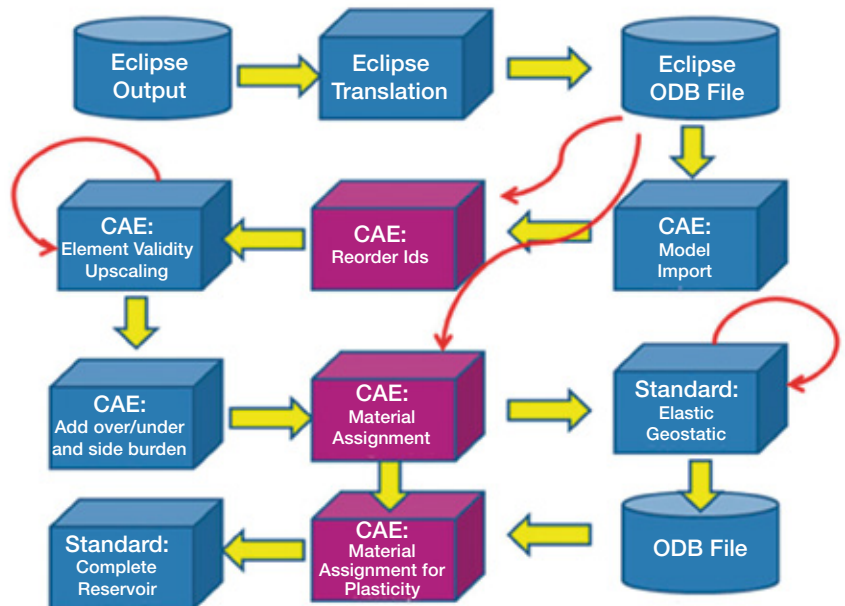 Eclipse
Output
Eclipse
Translation
Eclipse
ODB File
CAE:
Element Validity
Upscaling
CAE:
Reorder Ids
CAE:
Model
Import
CAE:
Add over/under
and side burden
CAE:
Material
Assignment
Standard:
Elastic
Geostatic
Standard:
Complete
Reservoir
CAE:
Material
Assignment for
Plasticity
ODB File